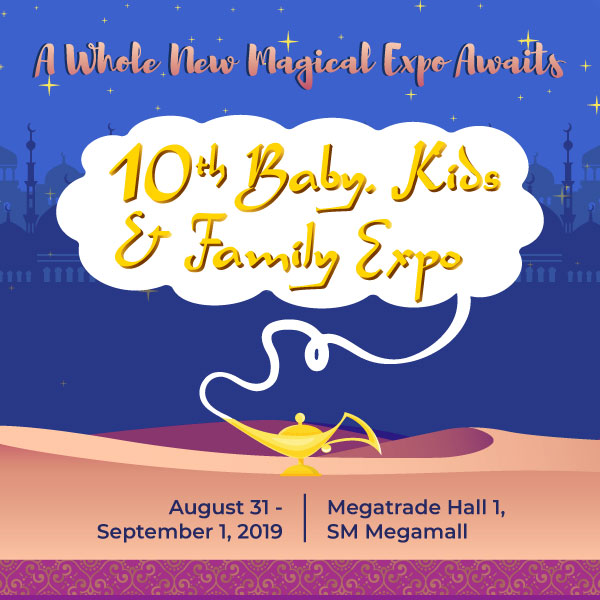 A Whole New Magical Expo Awaits
10th Baby, Kids
& Family Expo
August 31 -
September 1, 2019
Megatrade Hall 1,
SM Megamall